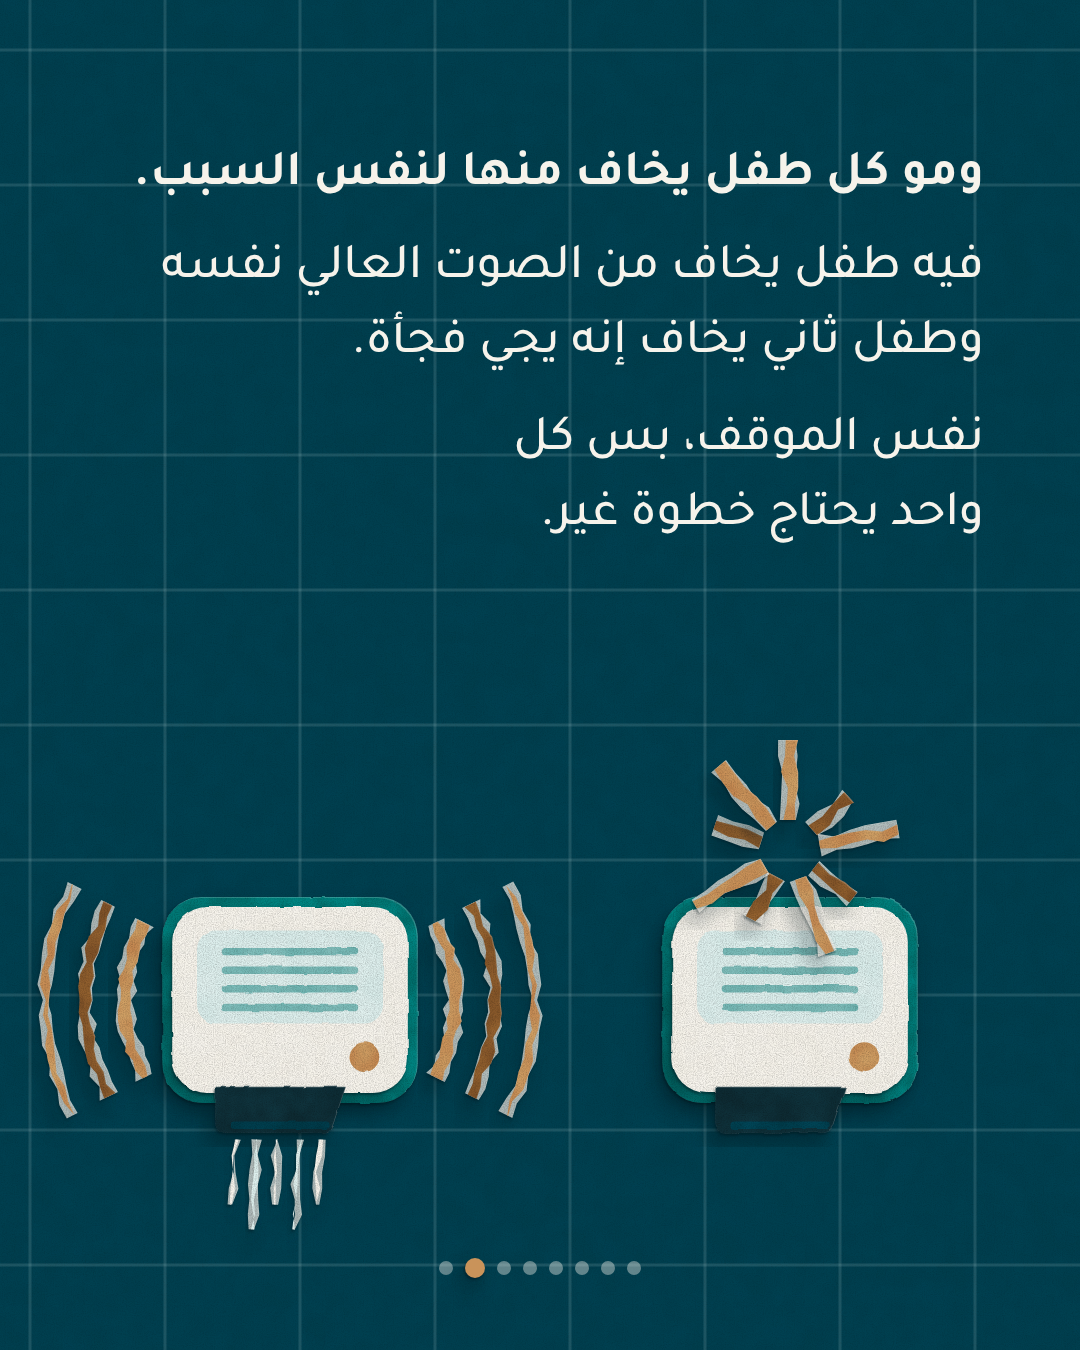 ومو كل طفل يخاف منها لنفس السبب.
فيه طفل يخاف من الصوت العالي نفسه
وطفل ثاني يخاف إنه يجي فجأة.
نفس الموقف، بس كل
واحد يحتاج خطوة غير.